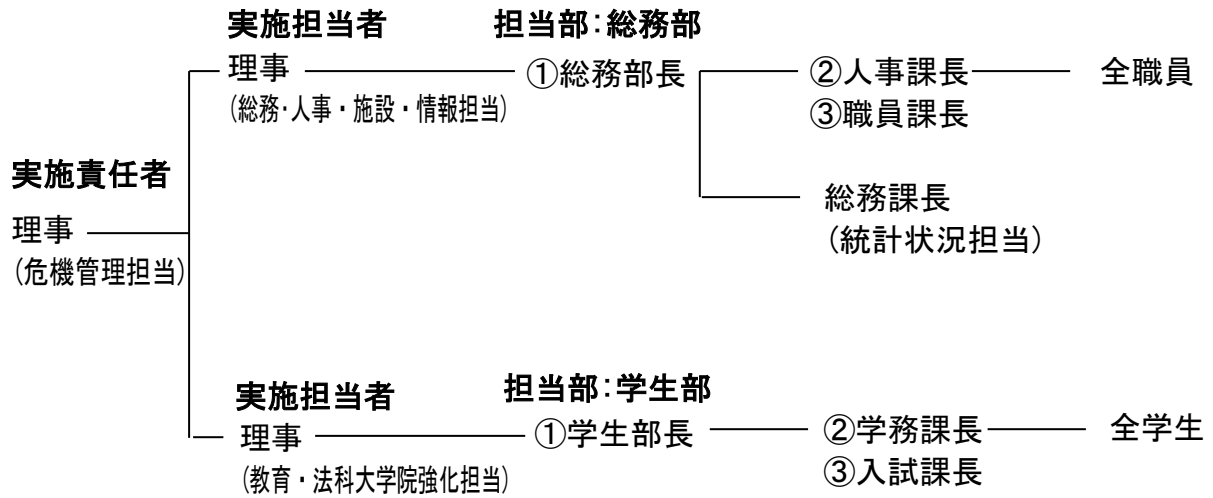 実施担当者
担当部:総務部
理事
①総務部長
②人事課長
全職員
(総務・人事・施設・情報担当)
③職員課長
実施責任者
総務課長
理事
(統計状況担当)
(危機管理担当)
実施担当者
担当部:学生部
理事
①学生部長
②学務課長
全学生
(教育・法科大学院強化担当)
③入試課長